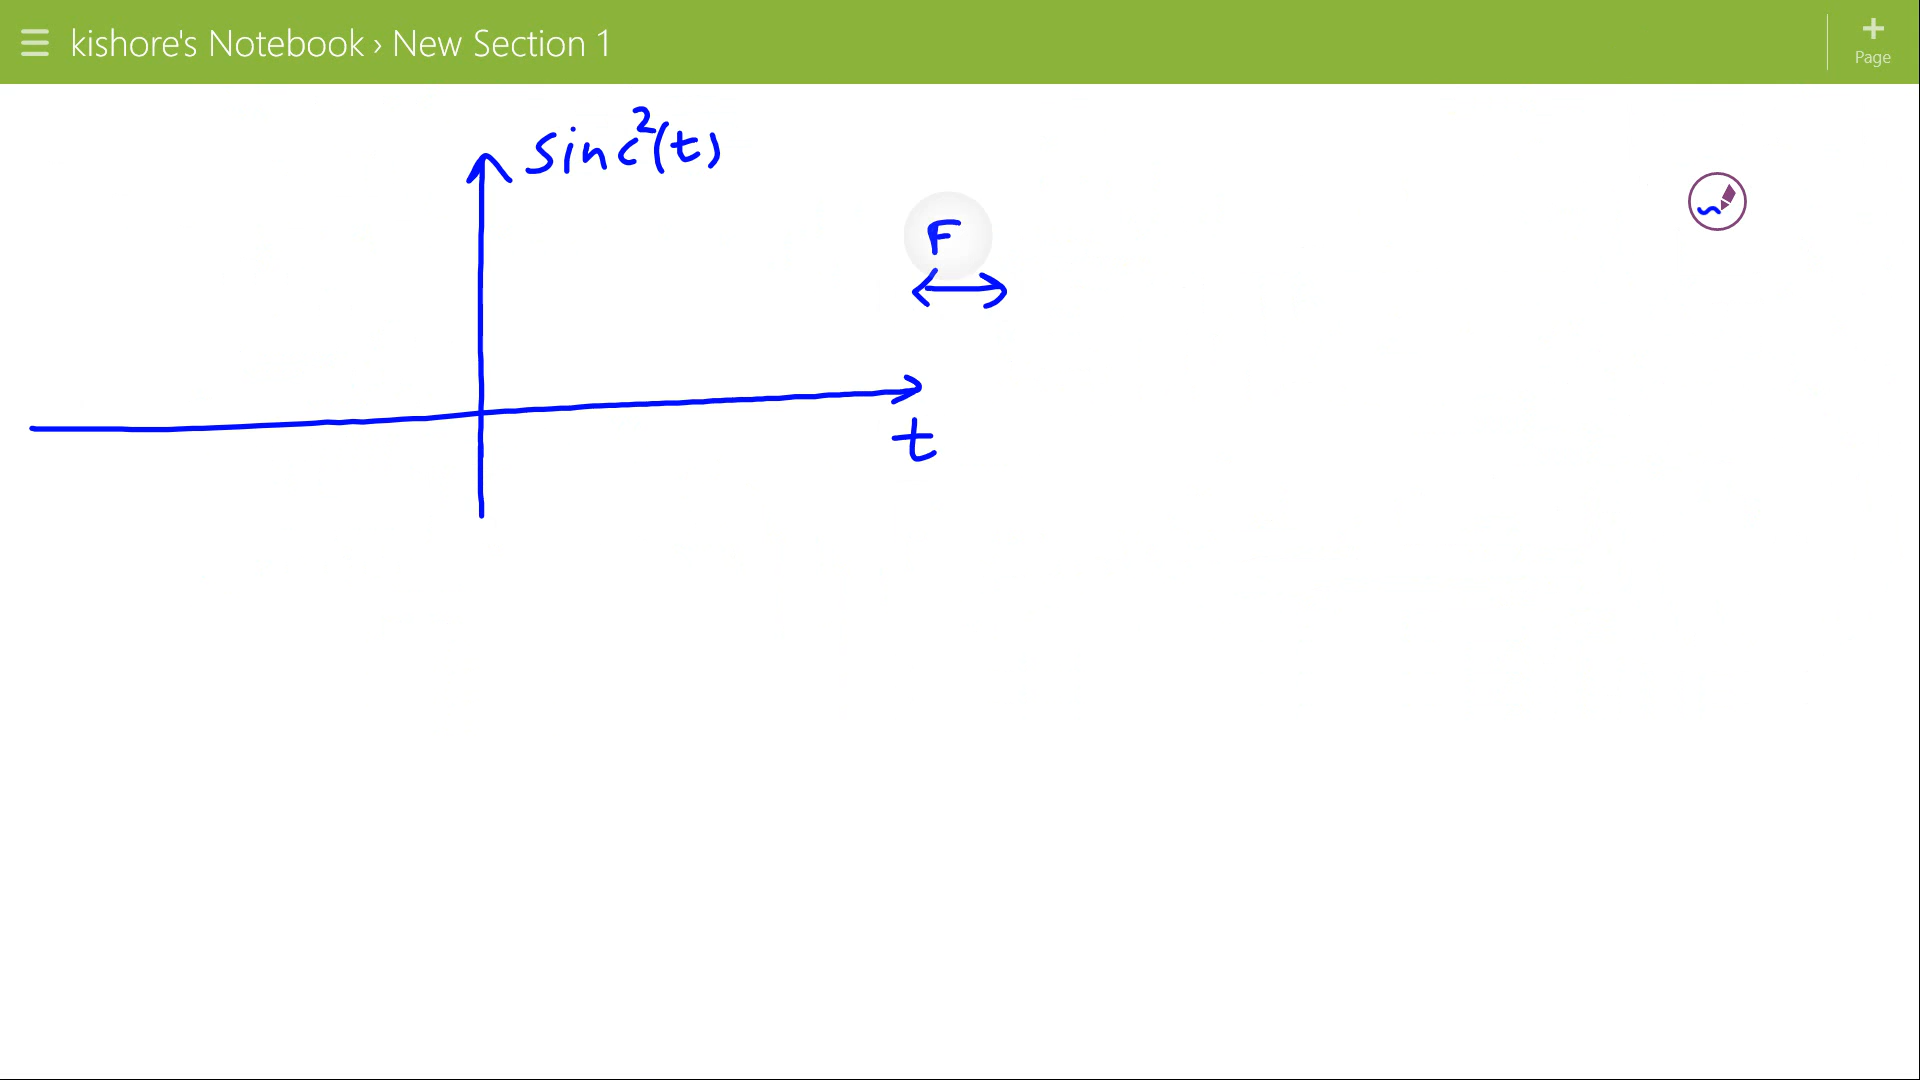 kishore's Notebook › New Section 1
Page
sinc²(t)
F
t